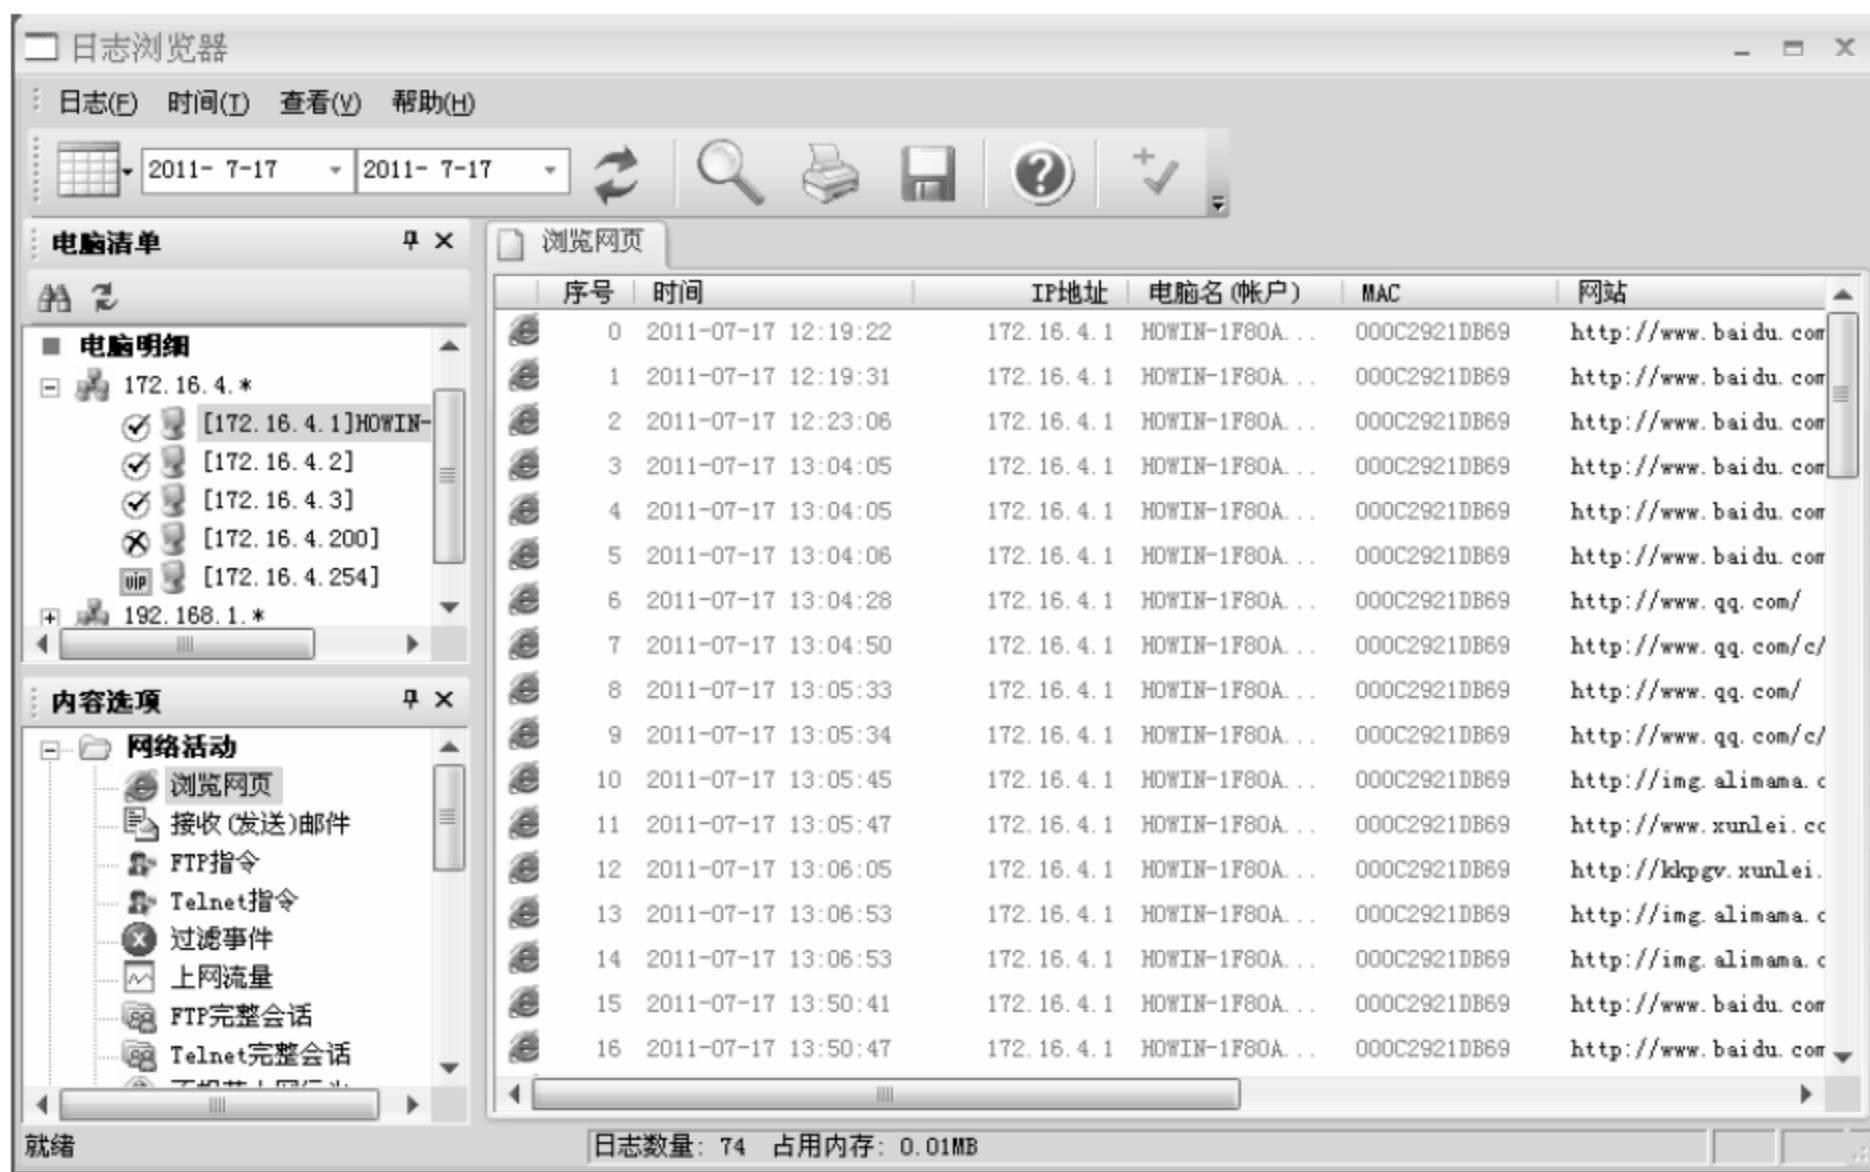 日志浏览器
日志(F) 时间(T) 查看(V) 帮助(H)
2011- 7-17 2011- 7-17
电脑清单
电脑明细
172.16.4.*
[172.16.4.1]HOWIN-
[172.16.4.2]
[172.16.4.3]
[172.16.4.200]
vip [172.16.4.254]
192.168.1.*
内容选项
网络活动
浏览网页
接收(发送)邮件
FTP指令
Telnet指令
过滤事件
上网流量
FTP完整会话
Telnet完整会话
浏览网页
序号 时间 IP地址 电脑名(帐户) MAC 网站
0 2011-07-17 12:19:22 172.16.4.1 HOWIN-1F80A... 000C2921DB69 http://www.baidu.com
1 2011-07-17 12:19:31 172.16.4.1 HOWIN-1F80A... 000C2921DB69 http://www.baidu.com
2 2011-07-17 12:23:06 172.16.4.1 HOWIN-1F80A... 000C2921DB69 http://www.baidu.com
3 2011-07-17 13:04:05 172.16.4.1 HOWIN-1F80A... 000C2921DB69 http://www.baidu.com
4 2011-07-17 13:04:05 172.16.4.1 HOWIN-1F80A... 000C2921DB69 http://www.baidu.com
5 2011-07-17 13:04:06 172.16.4.1 HOWIN-1F80A... 000C2921DB69 http://www.baidu.com
6 2011-07-17 13:04:28 172.16.4.1 HOWIN-1F80A... 000C2921DB69 http://www.qq.com/
7 2011-07-17 13:04:50 172.16.4.1 HOWIN-1F80A... 000C2921DB69 http://www.qq.com/c/
8 2011-07-17 13:05:33 172.16.4.1 HOWIN-1F80A... 000C2921DB69 http://www.qq.com/
9 2011-07-17 13:05:34 172.16.4.1 HOWIN-1F80A... 000C2921DB69 http://www.qq.com/c/
10 2011-07-17 13:05:45 172.16.4.1 HOWIN-1F80A... 000C2921DB69 http://img.alimama.c
11 2011-07-17 13:05:47 172.16.4.1 HOWIN-1F80A... 000C2921DB69 http://www.xunlei.cc
12 2011-07-17 13:06:05 172.16.4.1 HOWIN-1F80A... 000C2921DB69 http://kkpgv.xunlei.
13 2011-07-17 13:06:53 172.16.4.1 HOWIN-1F80A... 000C2921DB69 http://img.alimama.c
14 2011-07-17 13:06:53 172.16.4.1 HOWIN-1F80A... 000C2921DB69 http://img.alimama.c
15 2011-07-17 13:50:41 172.16.4.1 HOWIN-1F80A... 000C2921DB69 http://www.baidu.com
16 2011-07-17 13:50:47 172.16.4.1 HOWIN-1F80A... 000C2921DB69 http://www.baidu.com
就绪 日志数量: 74 占用内存: 0.01MB